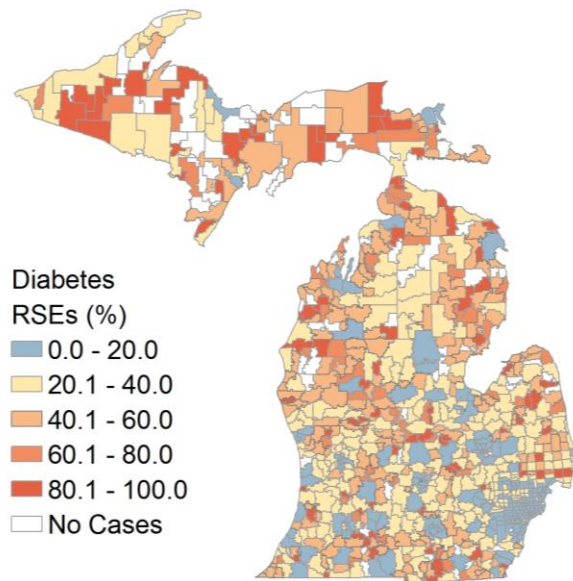 Diabetes
RSEs (%)
0.0 - 20.0
20.1 - 40.0
40.1 - 60.0
60.1 - 80.0
80.1 - 100.0
No Cases